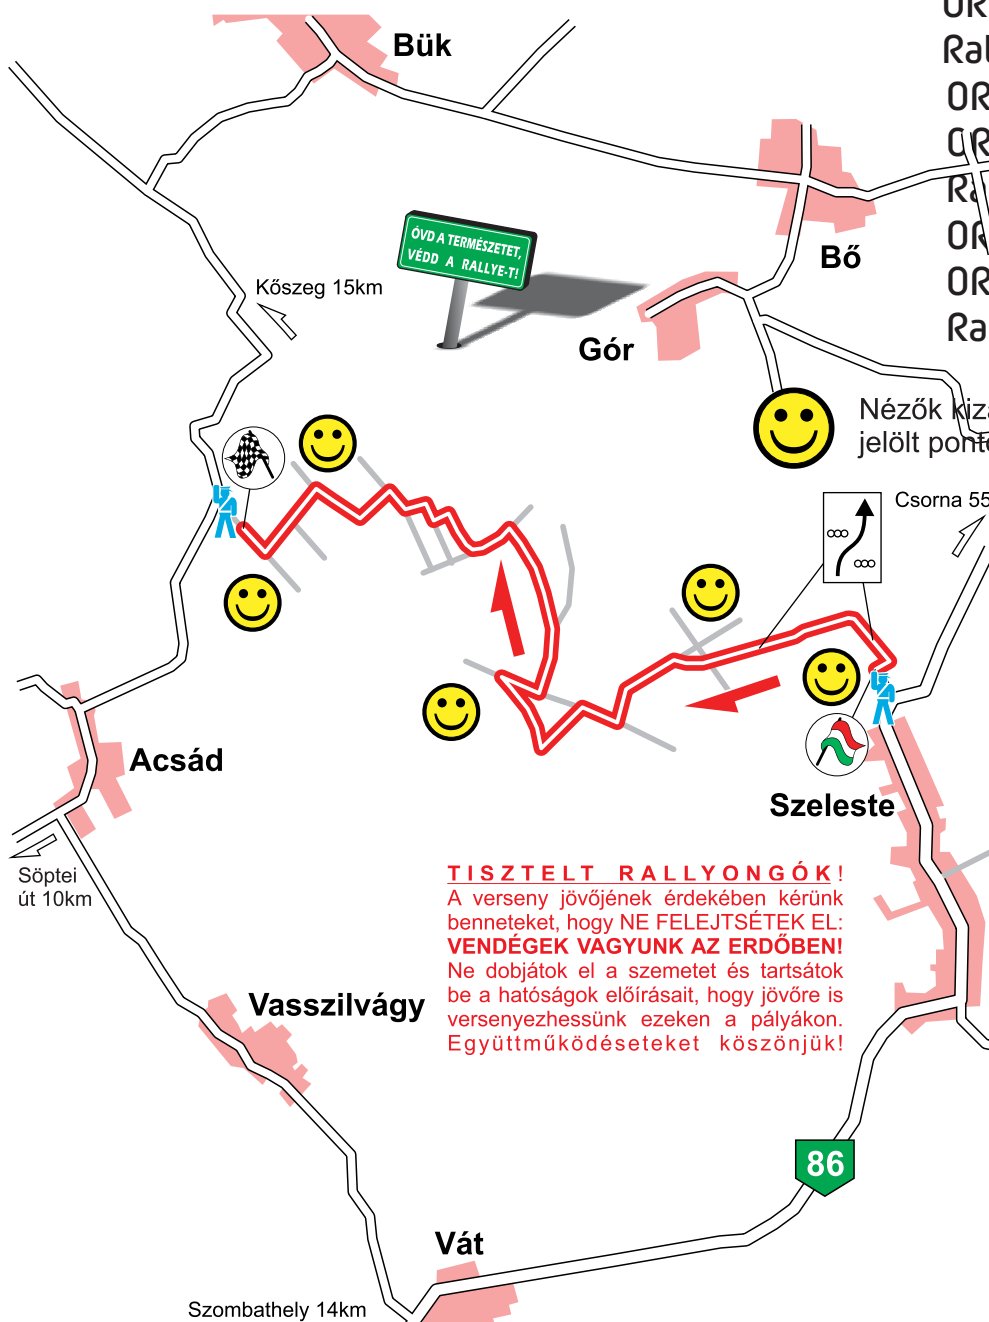 Bük
Bő
ÓVD A TERMÉSZETET,
VÉDD A RALLYE-T!
Kőszeg 15km
Gór
Nézők
jelölt
Csorna 55
Szeleste
Acsád
Söptei
út 10km
TISZTELT RALLYONGÓK!
A verseny jövőjének érdekében kérünk
benneteket, hogy NE FELEJTSÉTEK EL:
VENDÉGEK VAGYUNK AZ ERDŐBEN!
Ne dobjátok el a szemetet és tartsátok
be a hatóságok előírásait, hogy jövőre is
versenyezhessünk ezeken a pályákon.
Együttműködéseteket köszönjük!
Vasszilvágy
86
Vát
Szombathely 14km